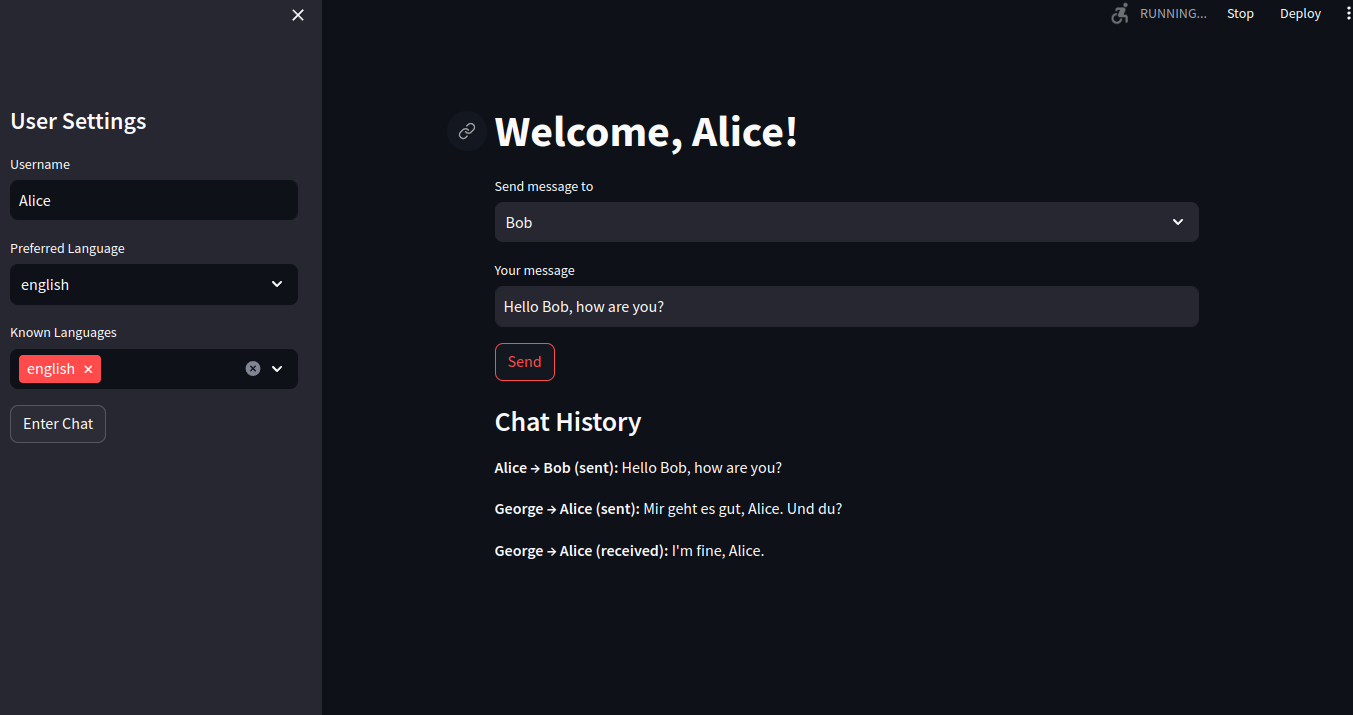 RUNNING...
Stop
Deploy
User Settings
Username
Alice
Preferred Language
english
Known Languages
english
Enter Chat
Welcome, Alice!
Send message to
Bob
Your message
Hello Bob, how are you?
Send
Chat History
Alice → Bob (sent): Hello Bob, how are you?
George → Alice (sent): Mir geht es gut, Alice. Und du?
George → Alice (received): I'm fine, Alice.